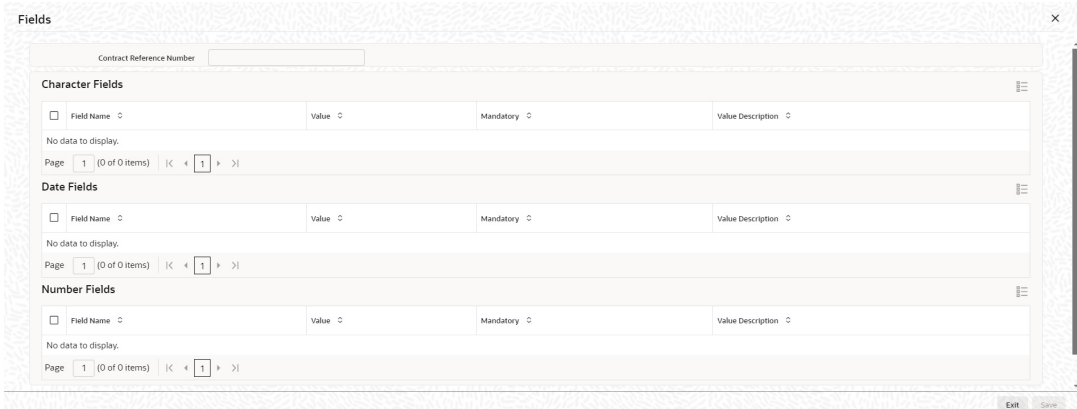 Fields
Contract Reference Number
Character Fields
Field Name Value Mandatory Value Description
No data to display.
Page 1 (0 of 0 items) 1
Date Fields
Field Name Value Mandatory Value Description
No data to display.
Page 1 (0 of 0 items) 1
Number Fields
Field Name Value Mandatory Value Description
No data to display.
Page 1 (0 of 0 items) 1
Exit Save